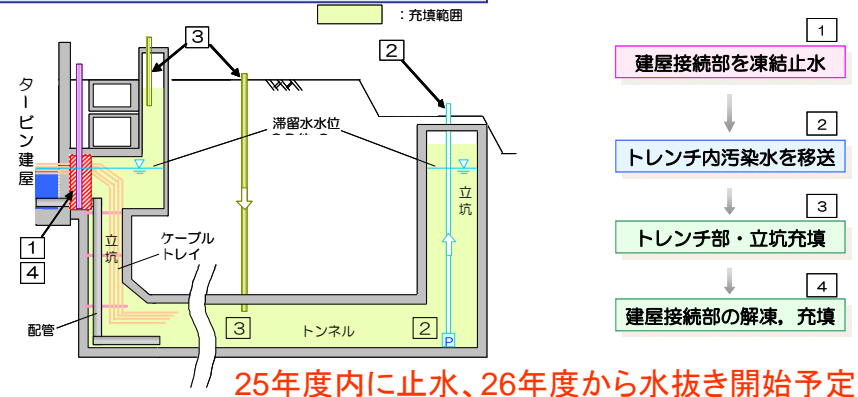 ：充填範囲
3
2
タービン建屋
滞留水水位
立坑
立坑
ケーブル
トレイ
1
4
配管
3
トンネル
2
P
1
建屋接続部を凍結止水
2
トレンチ内汚染水を移送
3
トレンチ部・立坑充填
4
建屋接続部の解凍，充填
25年度内に止水、26年度から水抜き開始予定